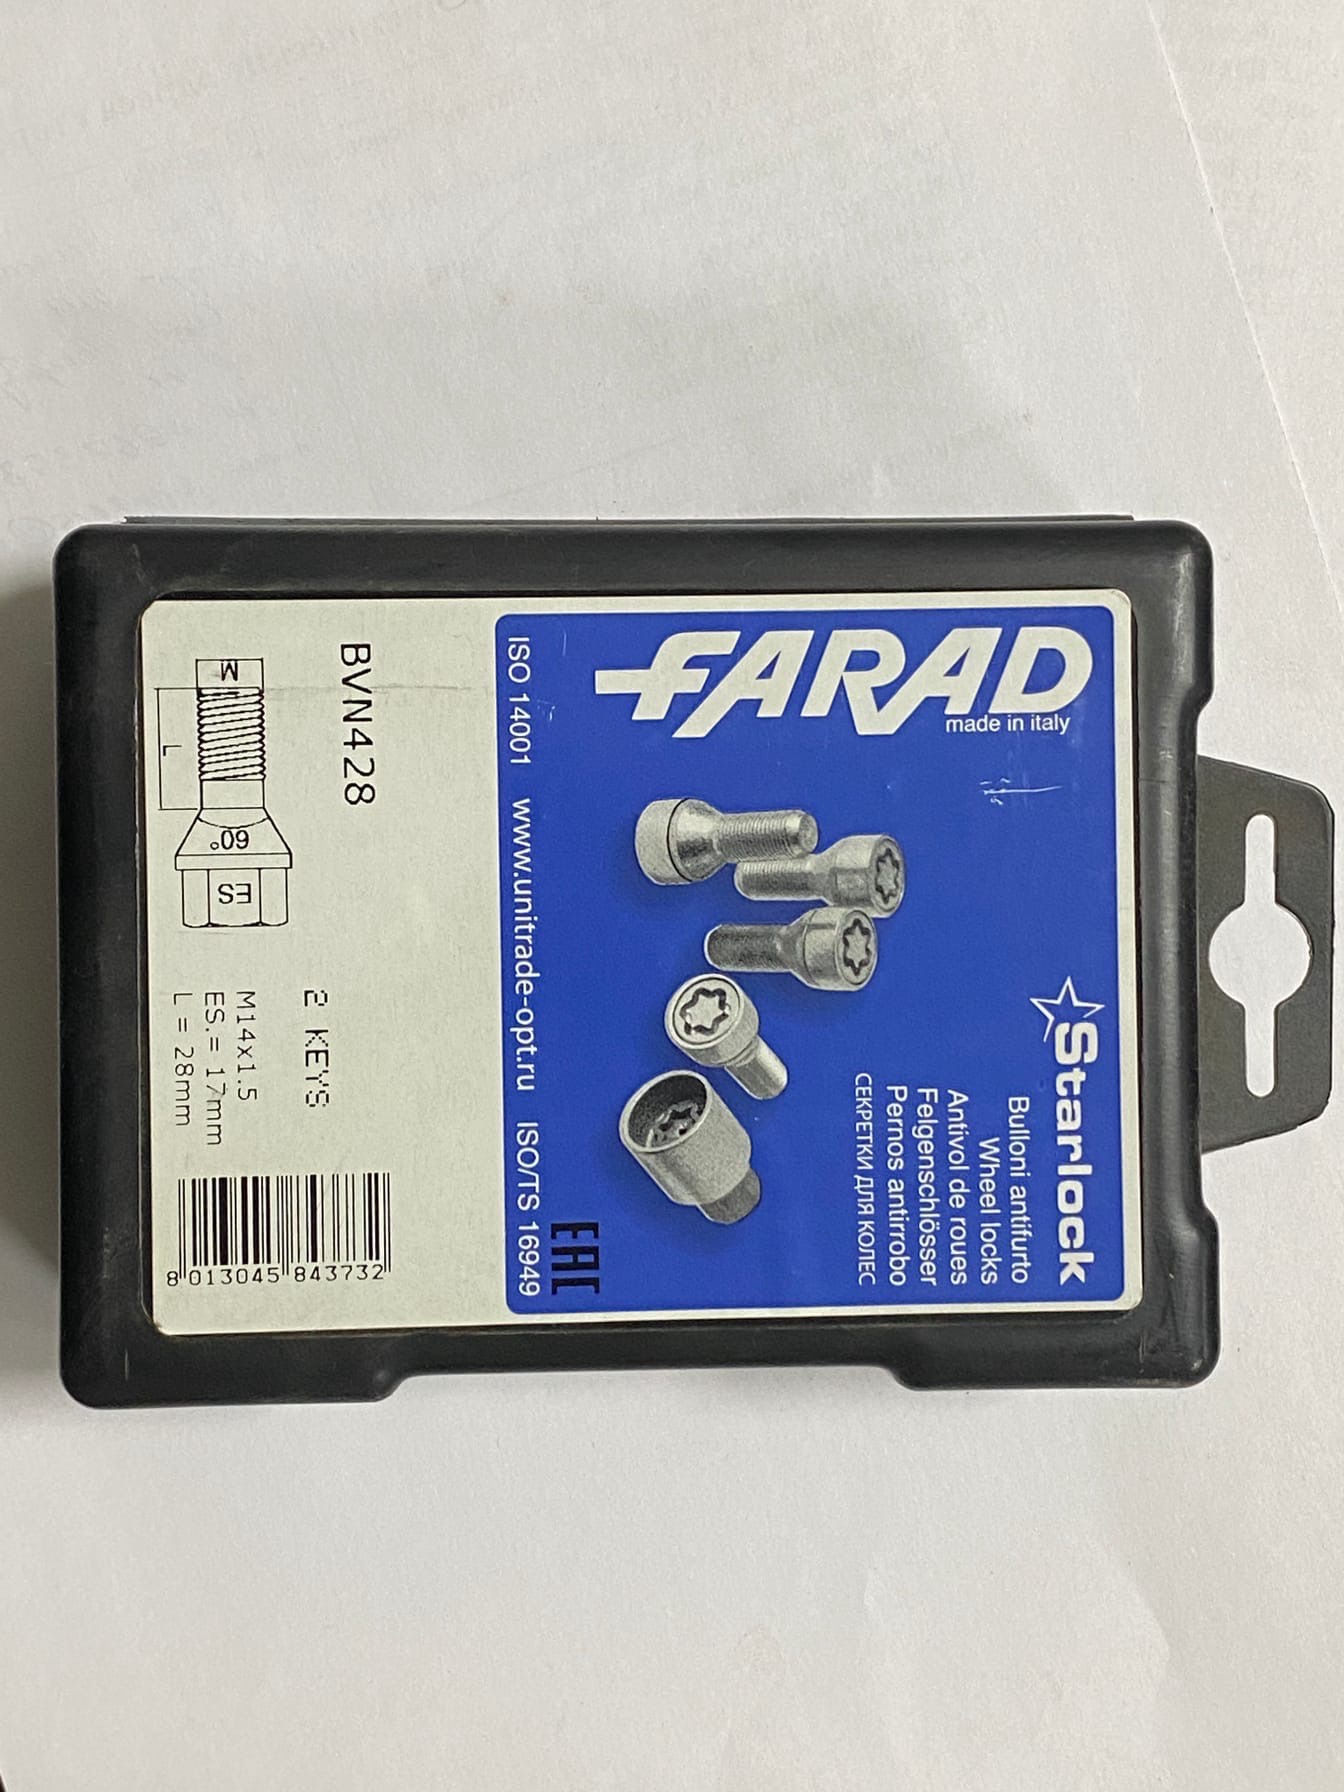 FARAD
made in italy
Starlock
Bulloni antifurto
Wheel locks
Antivol de roues
Felgenschlösser
Pernos antirrobo
СЕКРЕТКИ ДЛЯ КОЛЕС
EAC
ISO 14001 www.unitrade-opt.ru ISO/TS 16949
BVN428
2 KEYS
M
L
60°
ES
M14x1.5
ES.= 17mm
L = 28mm
8 013045 843732